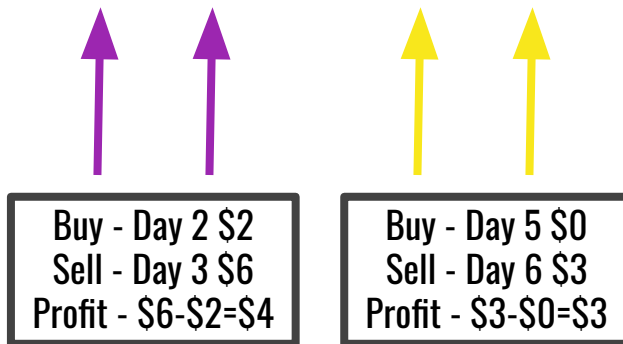 Buy - Day 2 $2
Sell - Day 3 $6
Profit - $6-$2=$4
Buy - Day 5 $0
Sell - Day 6 $3
Profit - $3-$0=$3